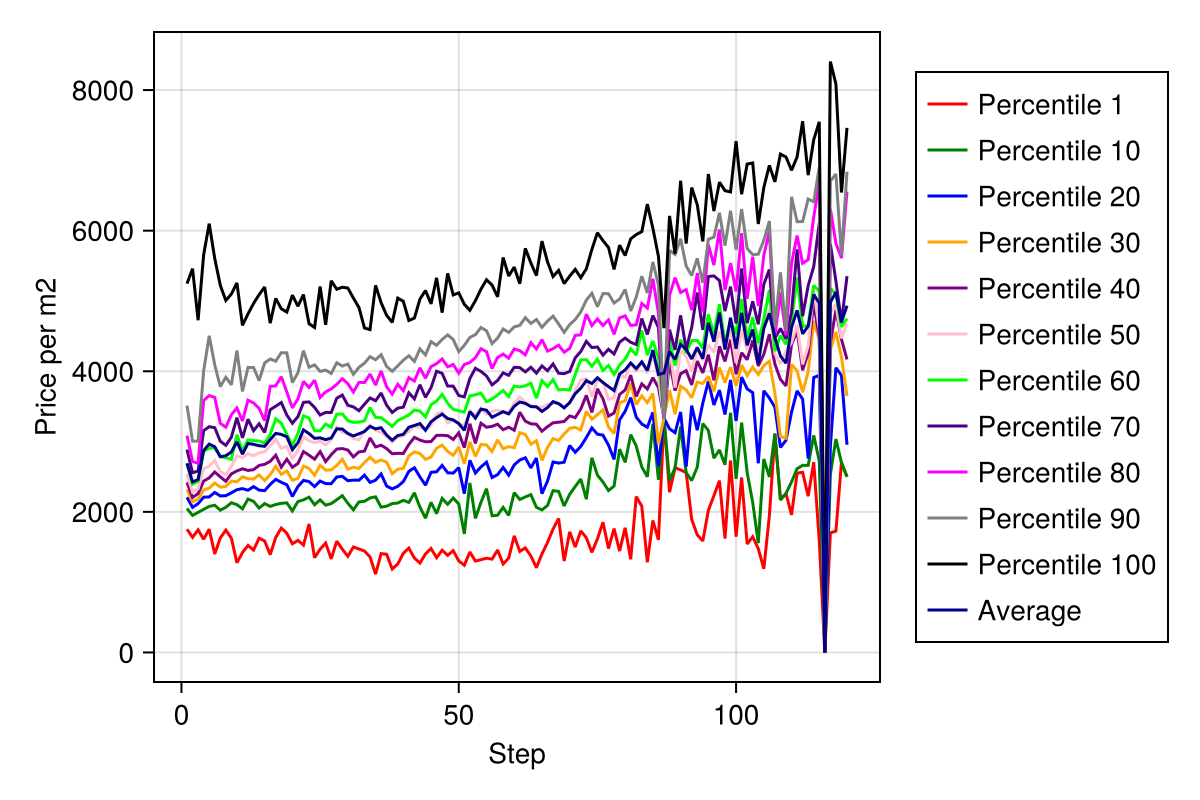 8000
6000
4000
2000
0
Price per m2
0
50
100
Step
Percentile 1
Percentile 10
Percentile 20
Percentile 30
Percentile 40
Percentile 50
Percentile 60
Percentile 70
Percentile 80
Percentile 90
Percentile 100
Average